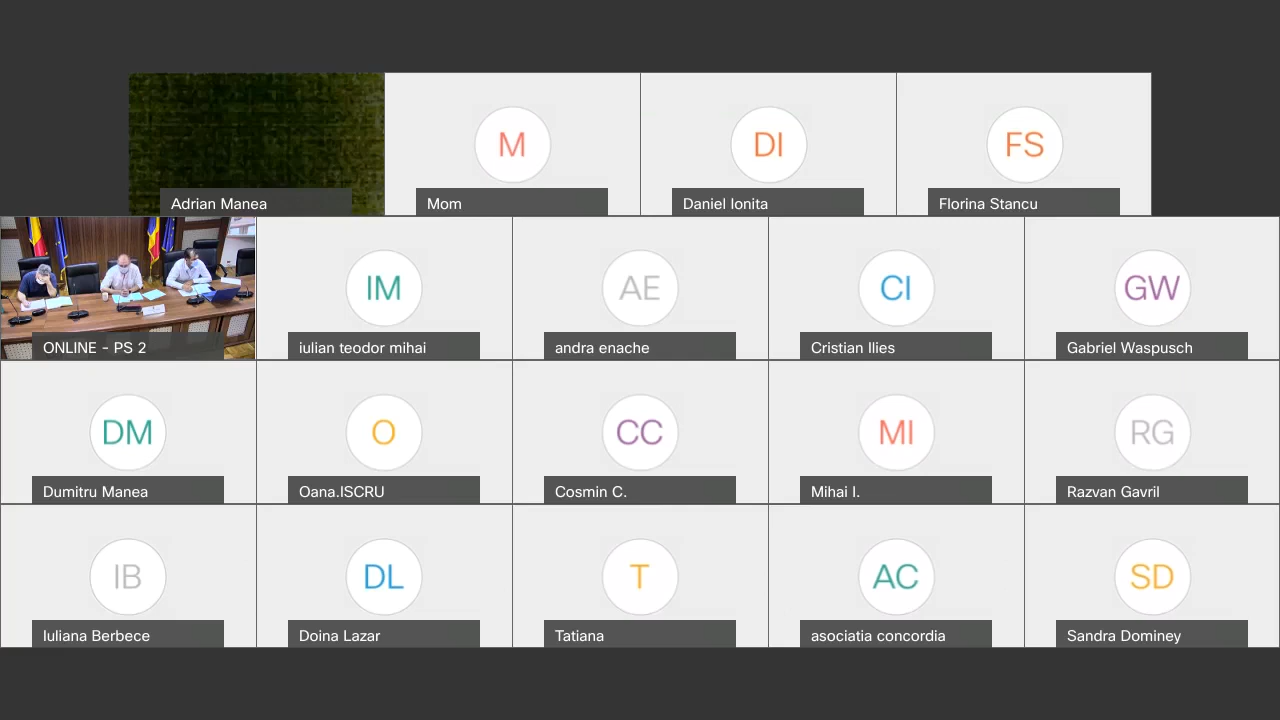 Adrian Manea
M
Mom
DI
Daniel Ionita
FS
Florina Stancu
ONLINE - PS 2
IM
iulian teodor mihai
AE
andra enache
CI
Cristian Ilies
GW
Gabriel Waspusch
DM
Dumitru Manea
O
Oana.ISCRU
CC
Cosmin C.
MI
Mihai I.
RG
Razvan Gavril
IB
Iuliana Berbece
DL
Doina Lazar
T
Tatiana
AC
asociatia concordia
SD
Sandra Dominey